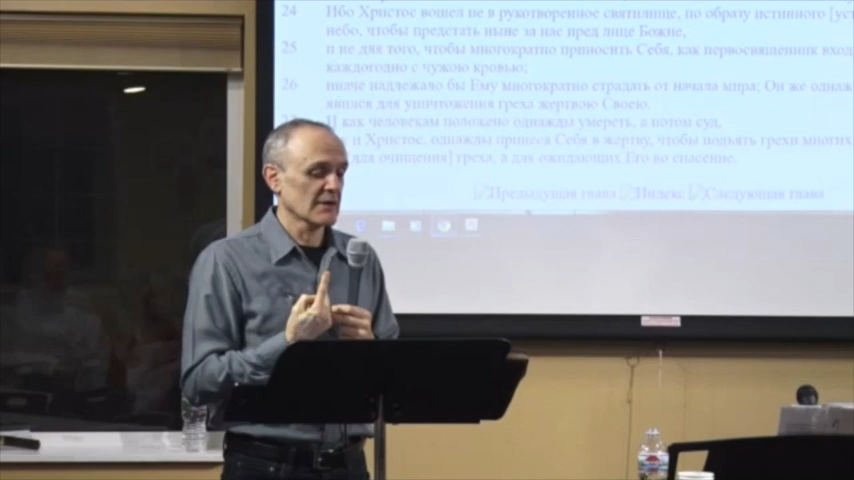 24 Ибо Христос вошел не в рукотворенное святилище, по образу истинного [уст
небо, чтобы предстать ныне за нас пред лице Божие,
25 и не для того, чтобы многократно приносить Себя, как первосвященник вход
каждогодно с чужою кровью;
26 иначе надлежало бы Ему многократно страдать от начала мира; Он же однаж
явился для уничтожения греха жертвою Своею.
И как человекам положено однажды умереть, а потом суд,
и Христос, однажды принеся Себя в жертву, чтобы подъять грехи многих
для очищения] греха, а для ожидающих Его во спасение.
Предыдущая глава Индекс Следующая глава